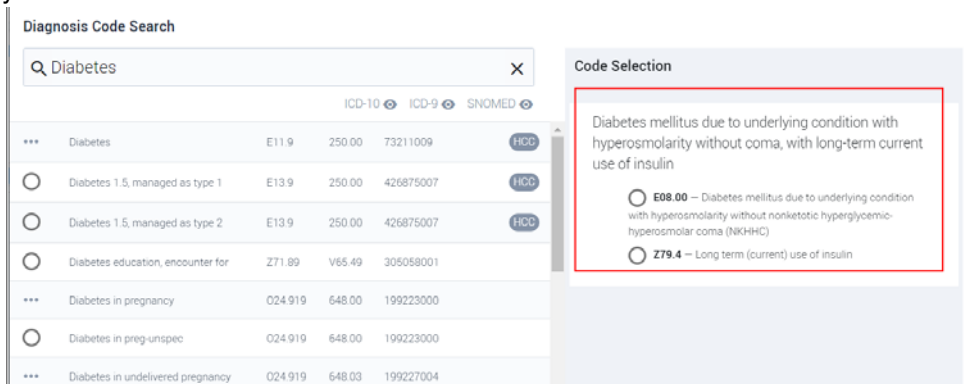 y
Diagnosis Code Search
Diabetes
ICD-10 ICD-9 SNOMED
Diabetes E11.9 250.00 73211009 HCC
Diabetes 1.5, managed as type 1 E13.9 250.00 426875007 HCC
Diabetes 1.5, managed as type 2 E13.9 250.00 426875007 HCC
Diabetes education, encounter for Z71.89 V65.49 305058001
Diabetes in pregnancy O24.919 648.00 199223000
Diabetes in preg-unspec O24.919 648.00 199223000
Diabetes in undelivered pregnancy O24.919 648.03 199227004
Code Selection
Diabetes mellitus due to underlying condition with
hyperosmolarity without coma, with long-term current
use of insulin
E08.00 – Diabetes mellitus due to underlying condition
with hyperosmolarity without nonketotic hyperglycemic-
hyperosmolar coma (NKHHC)
Z79.4 – Long term (current) use of insulin